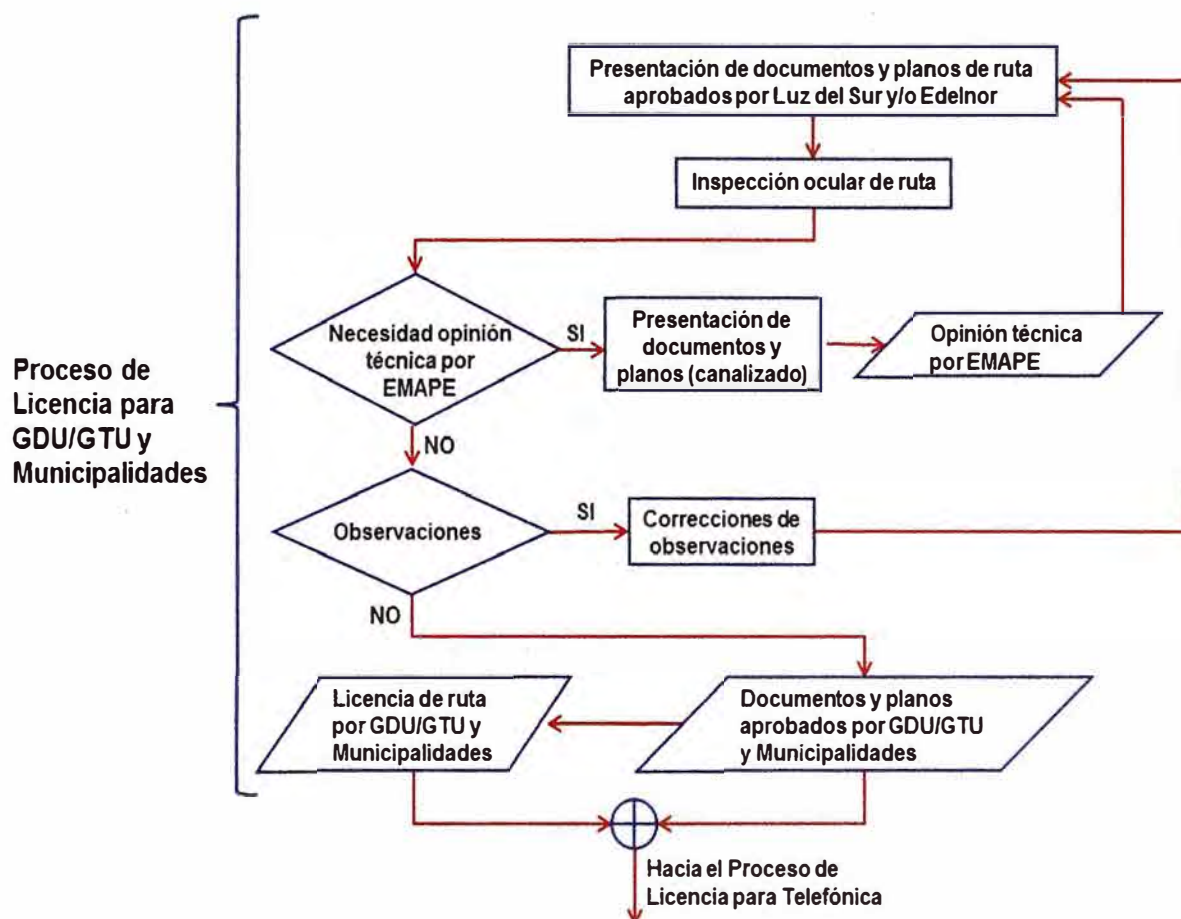 Presentación de documentos y planos de ruta
aprobados por Luz del Sur y/o Edelnor
Inspección ocular de ruta
Necesidad opinión
técnica por
EMAPE
SI
Presentación de
documentos y
planos (canalizado)
Opinión técnica
por EMAPE
Proceso de
Licencia para
GDU/GTU y
Municipalidades
NO
Observaciones
SI
Correcciones de
observaciones
NO
Licencia de ruta
por GDU/GTU y
Municipalidades
Documentos y planos
aprobados por GDU/GTU
y Municipalidades
Hacia el Proceso de
Licencia para Telefónica